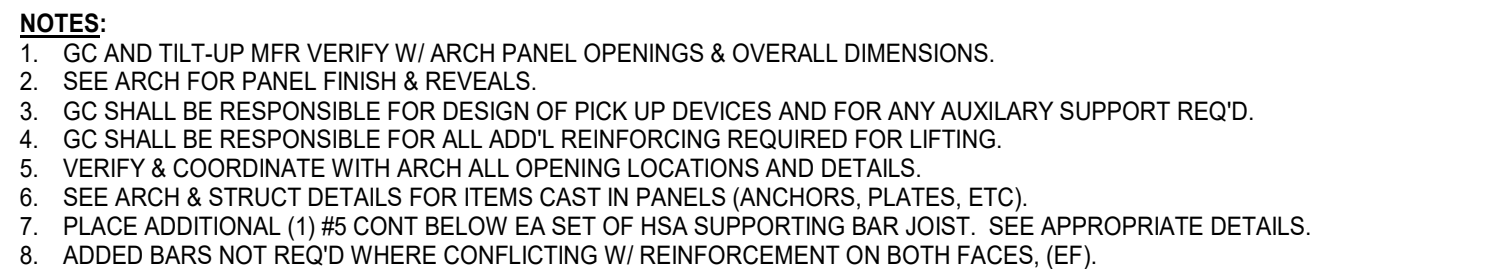 NOTES:
1. GC AND TILT-UP MFR VERIFY W/ ARCH PANEL OPENINGS & OVERALL DIMENSIONS.
2. SEE ARCH FOR PANEL FINISH & REVEALS.
3. GC SHALL BE RESPONSIBLE FOR DESIGN OF PICK UP DEVICES AND FOR ANY AUXILARY SUPPORT REQ'D.
4. GC SHALL BE RESPONSIBLE FOR ALL ADD'L REINFORCING REQUIRED FOR LIFTING.
5. VERIFY & COORDINATE WITH ARCH ALL OPENING LOCATIONS AND DETAILS.
6. SEE ARCH & STRUCT DETAILS FOR ITEMS CAST IN PANELS (ANCHORS, PLATES, ETC).
7. PLACE ADDITIONAL (1) #5 CONT BELOW EA SET OF HSA SUPPORTING BAR JOIST. SEE APPROPRIATE DETAILS.
8. ADDED BARS NOT REQ'D WHERE CONFLICTING W/ REINFORCEMENT ON BOTH FACES, (EF).